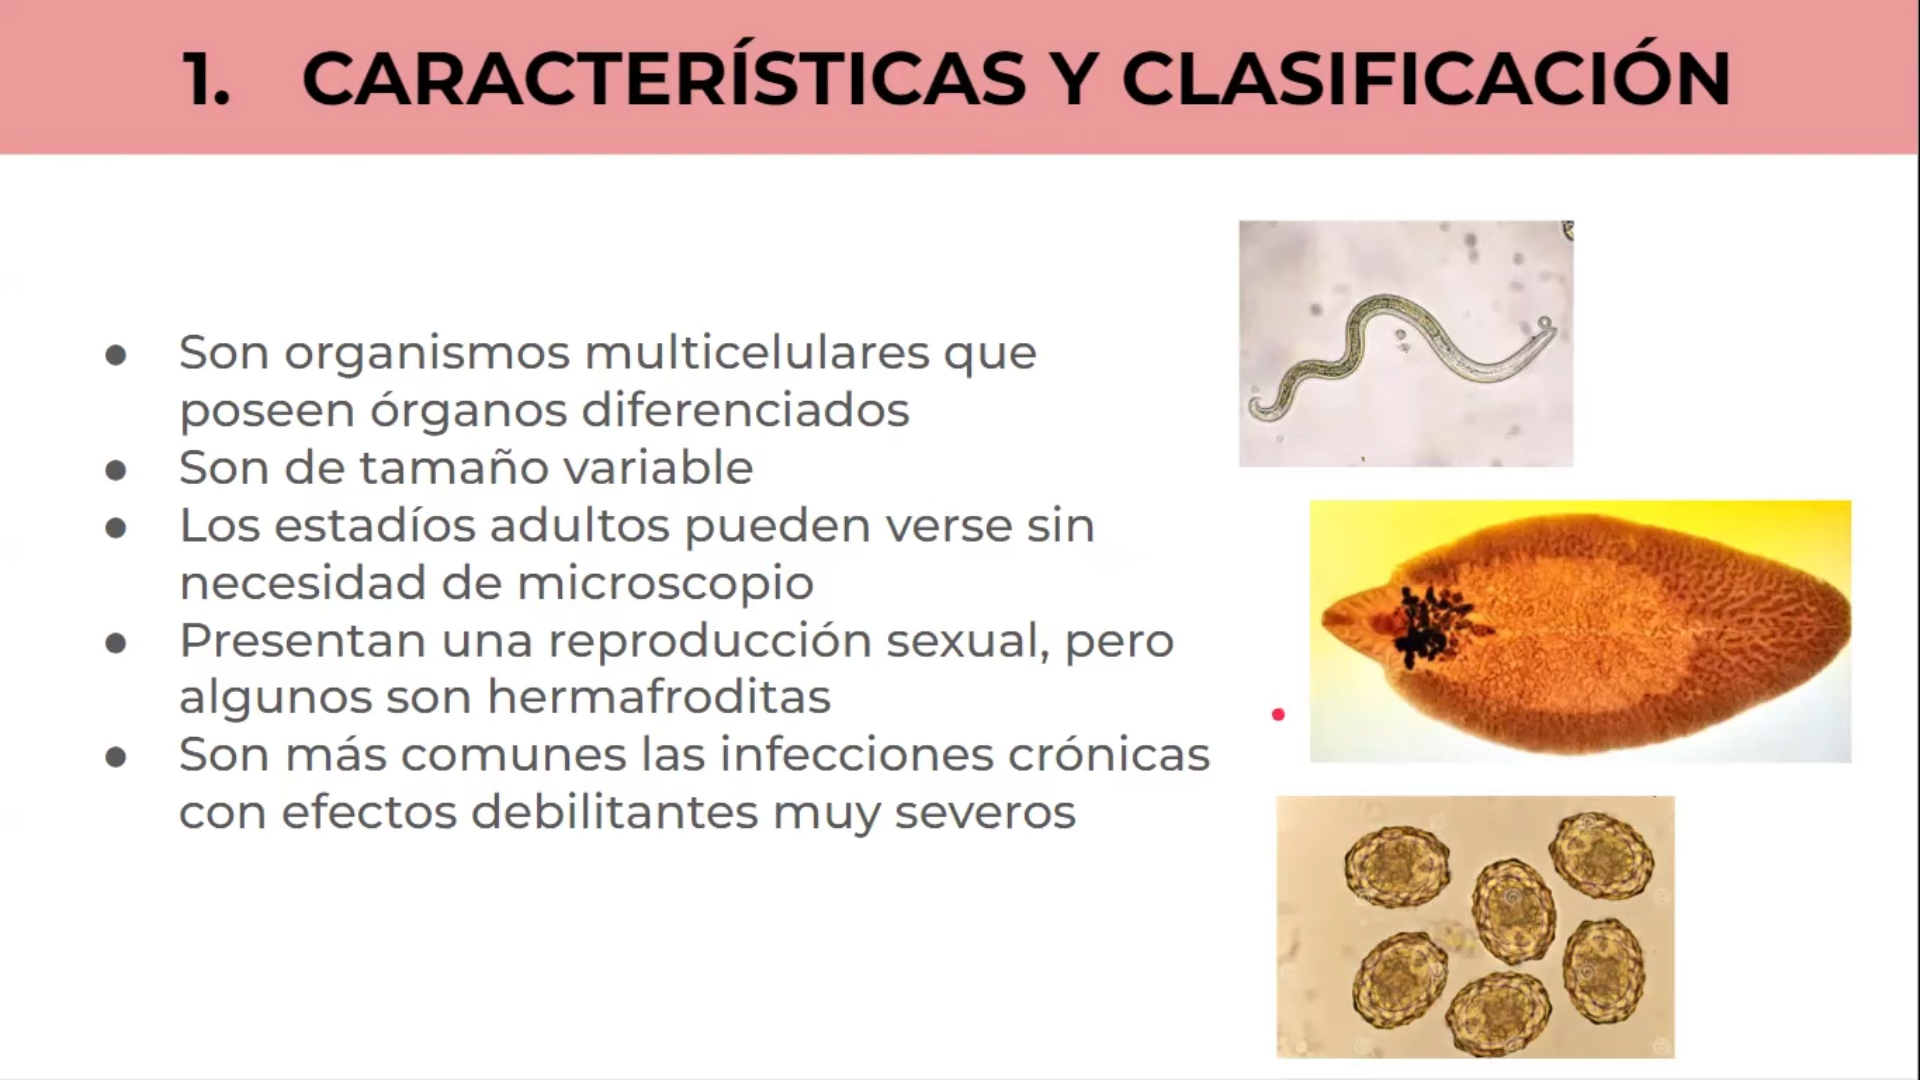 1. CARACTERÍSTICAS Y CLASIFICACIÓN
● Son organismos multicelulares que
poseen órganos diferenciados
● Son de tamaño variable
● Los estadíos adultos pueden verse sin
necesidad de microscopio
● Presentan una reproducción sexual, pero
algunos son hermafroditas
● Son más comunes las infecciones crónicas
con efectos debilitantes muy severos